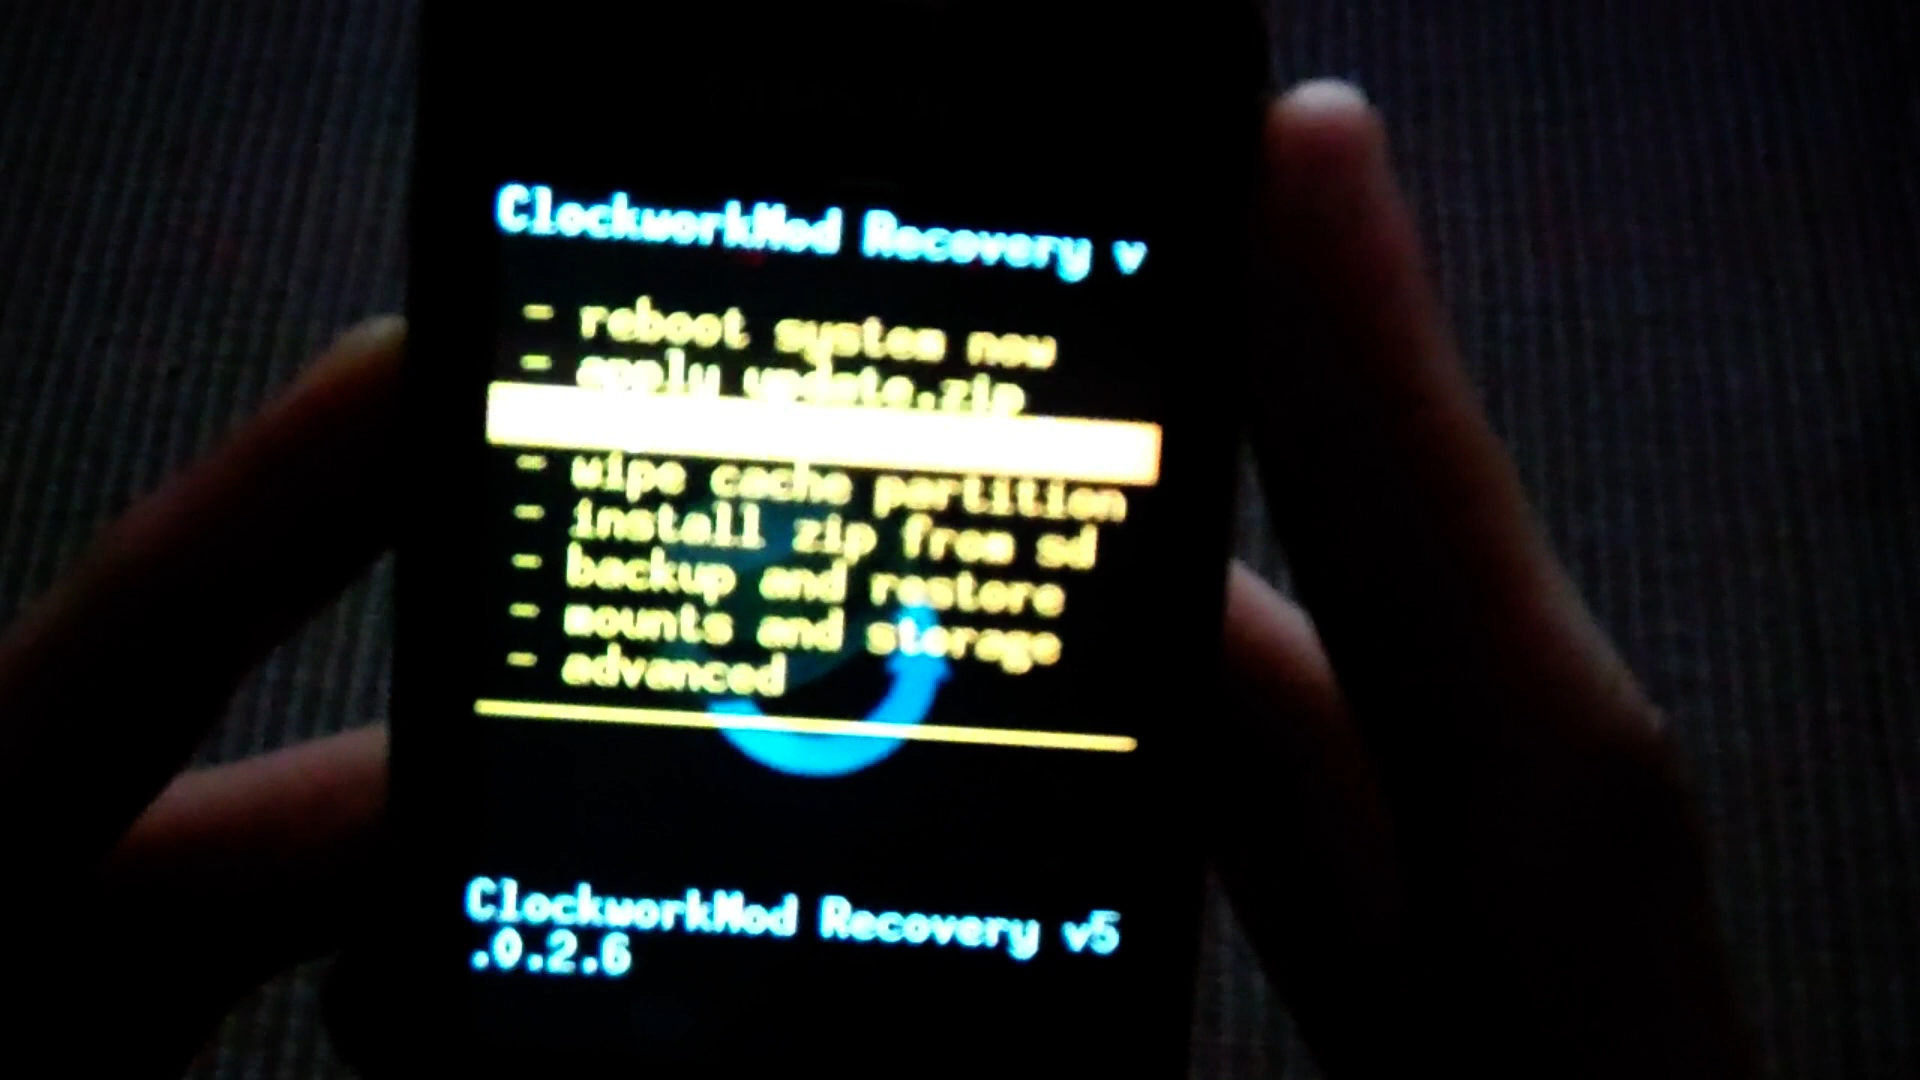 ClockworkMod Recovery v
- reboot system now
- apply update.zip
- wipe cache partition
- install zip from sd
- backup and restore
- mounts and storage
- advanced
ClockworkMod Recovery v5
.0.2.6